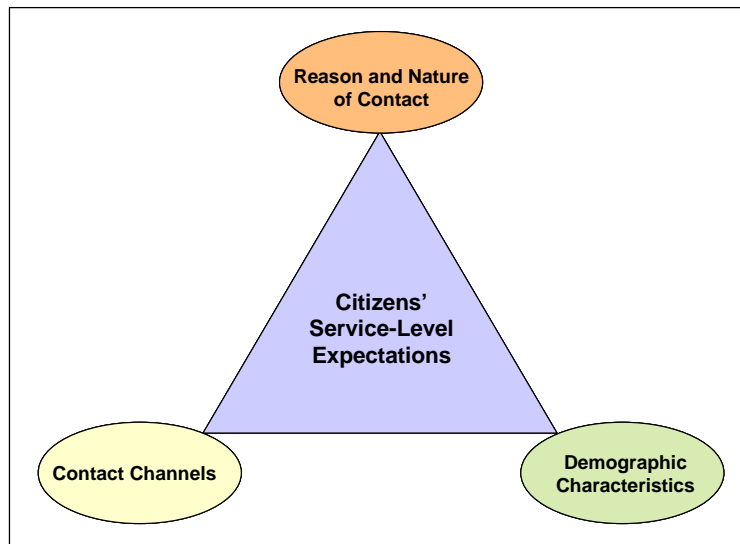 Reason and Nature
of Contact
Citizens’
Service-Level
Expectations
Contact Channels
Demographic
Characteristics